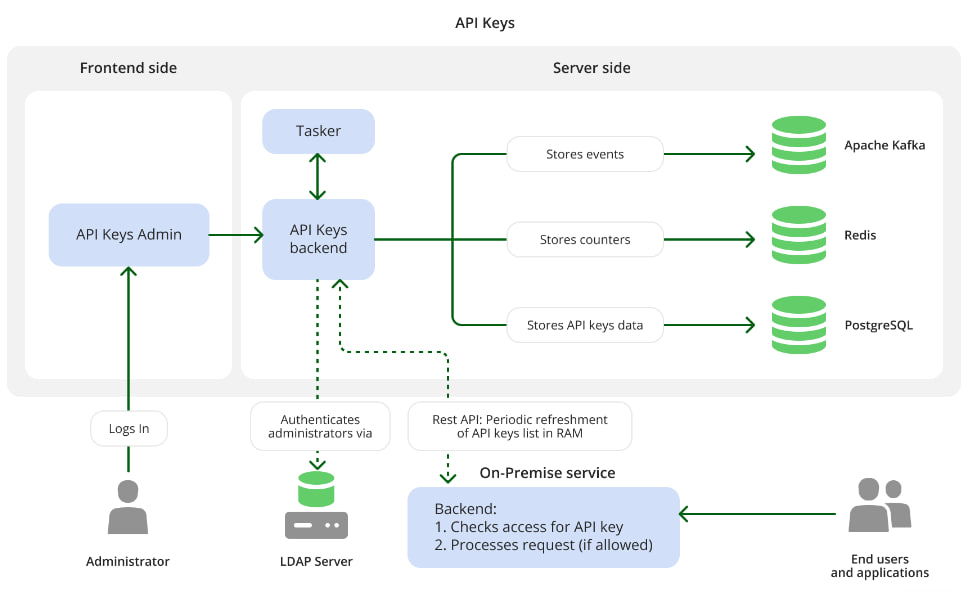 API Keys
Frontend side
Server side
Tasker
Stores events
Apache Kafka
API Keys Admin
API Keys
backend
Stores counters
Redis
Stores API keys data
PostgreSQL
Logs In
Authenticates
administrators via
Rest API: Periodic refreshment
of API keys list in RAM
On-Premise service
Backend:
1. Checks access for API key
2. Processes request (if allowed)
Administrator
LDAP Server
End users
and applications